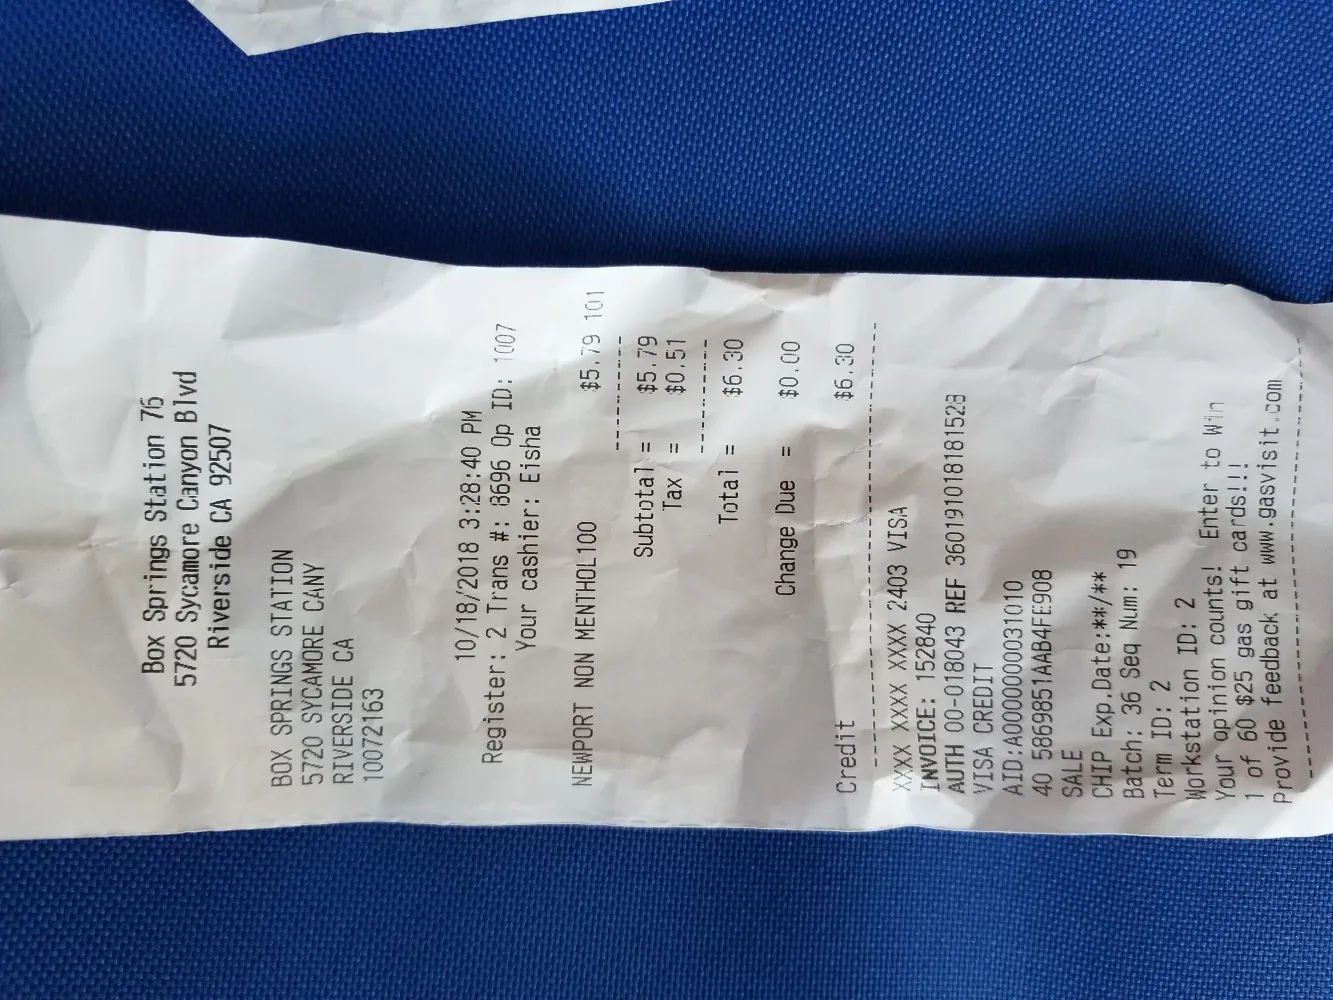 Box Springs Station 76
5720 Sycamore Canyon Blvd
Riverside CA 92507
BOX SPRINGS STATION
5720 SYCAMORE CANY
RIVERSIDE CA
10072163
10/18/2018 3:28:40 PM
Register: 2 Trans #: 8696 Op ID: 1007
Your cashier: Eisha
NEWPORT NON MENTHOL100 $5.79 101
Subtotal = $5.79
Tax = $0.51
Total = $6.30
Change Due = $0.00
Credit $6.30
XXXX XXXX XXXX 2403 VISA
INVOICE: 152840
AUTH 00-018043 REF 360191018181528
VISA CREDIT
AID:A0000000031010
40 5869851AAB4FE908
SALE
CHIP Exp.Date:**/**
Batch: 36 Seq Num: 19
Term ID: 2
Workstation ID: 2
Your opinion counts! Enter to Win
1 of 60 $25 gas gift cards!!!
Provide feedback at www.gasvisit.com